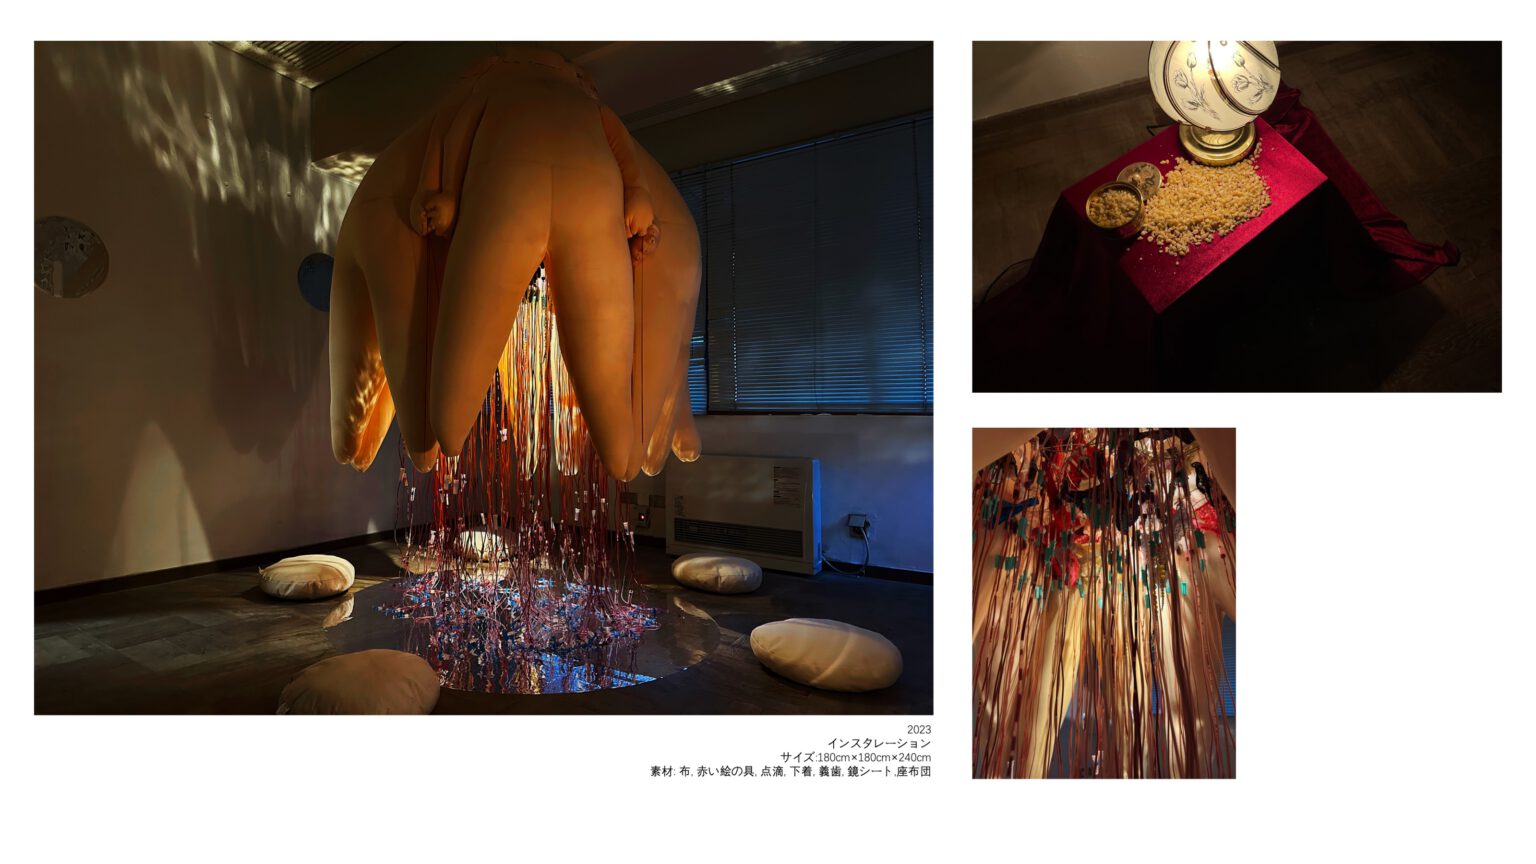 2023
インスタレーション
サイズ:180cm×180cm×240cm
素材: 布, 赤い絵の具, 点滴, 下着, 義歯, 鏡シート,座布団